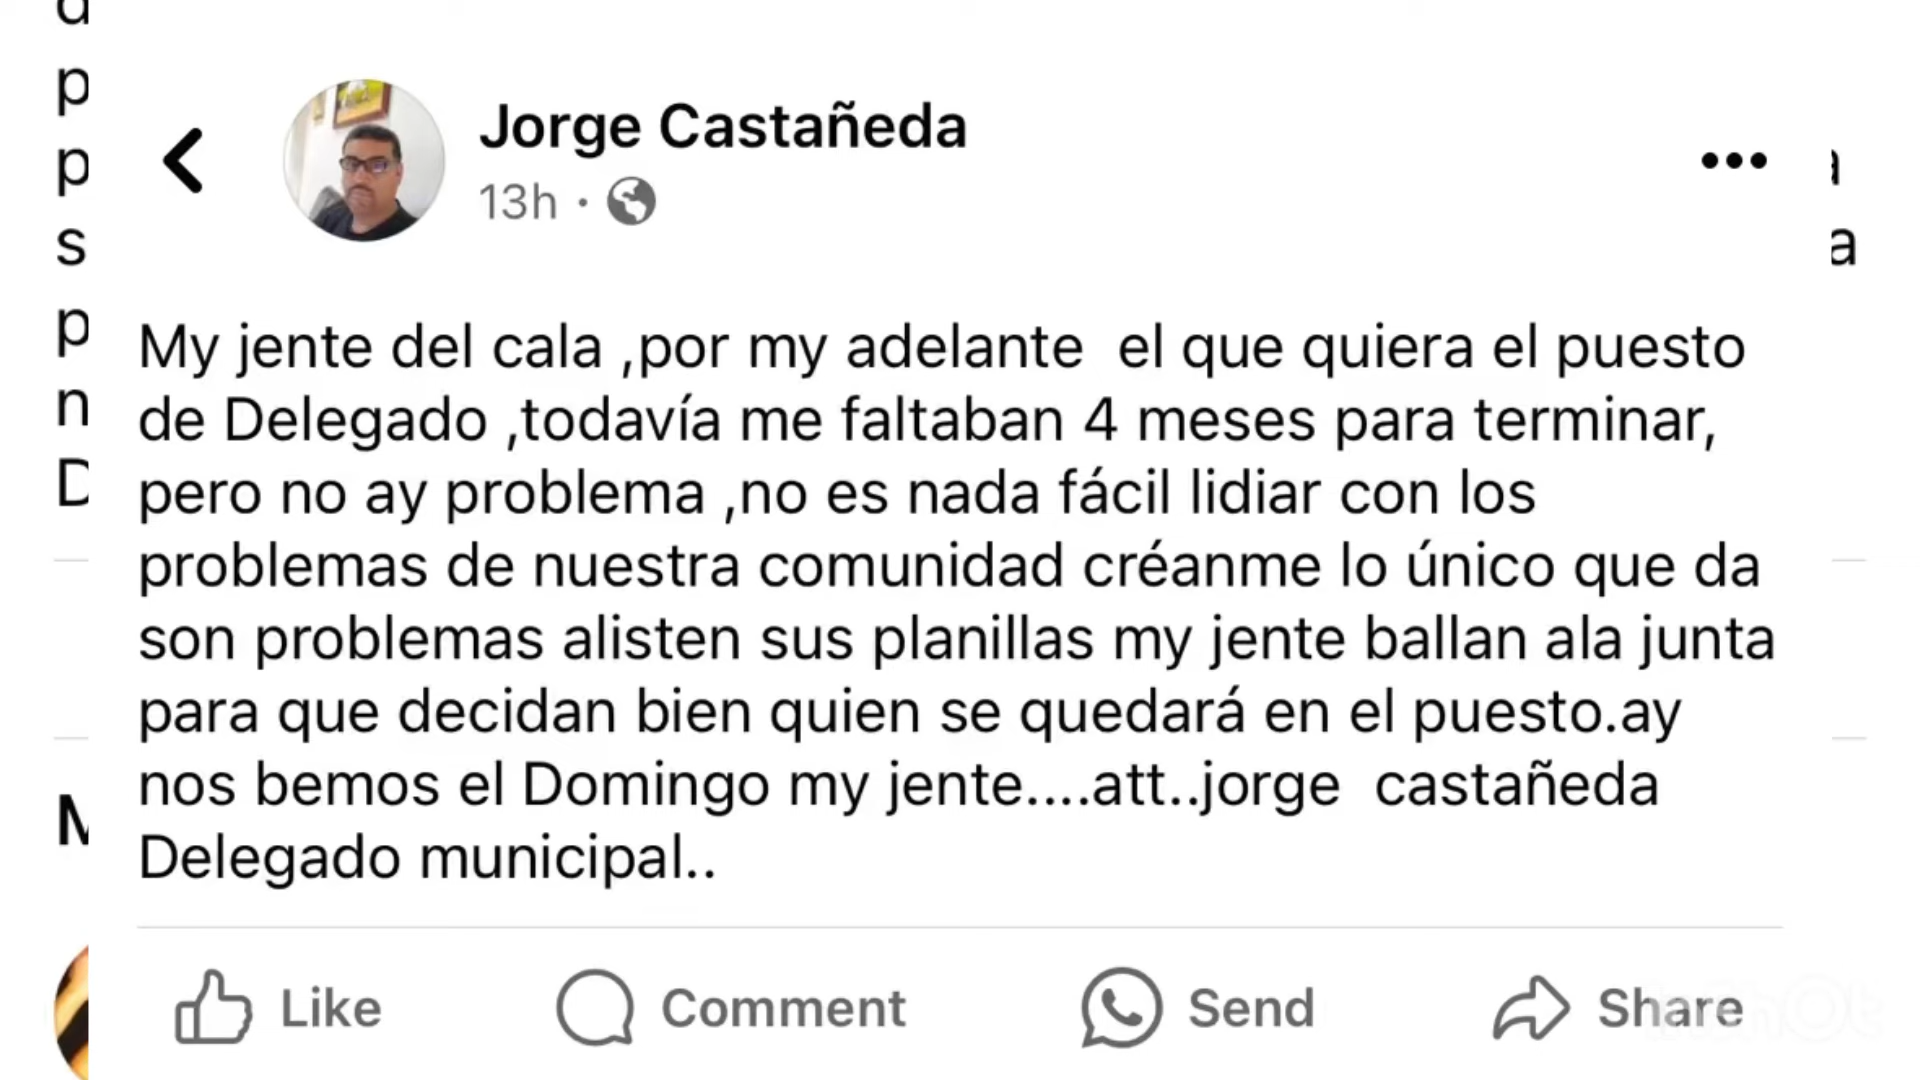 Jorge Castañeda
13h ·
My jente del cala ,por my adelante  el que quiera el puesto
de Delegado ,todavía me faltaban 4 meses para terminar,
pero no ay problema ,no es nada fácil lidiar con los
problemas de nuestra comunidad créanme lo único que da
son problemas alisten sus planillas my jente ballan ala junta
para que decidan bien quien se quedará en el puesto.ay
nos bemos el Domingo my jente....att..jorge  castañeda
Delegado municipal..
Like
Comment
Send
Share